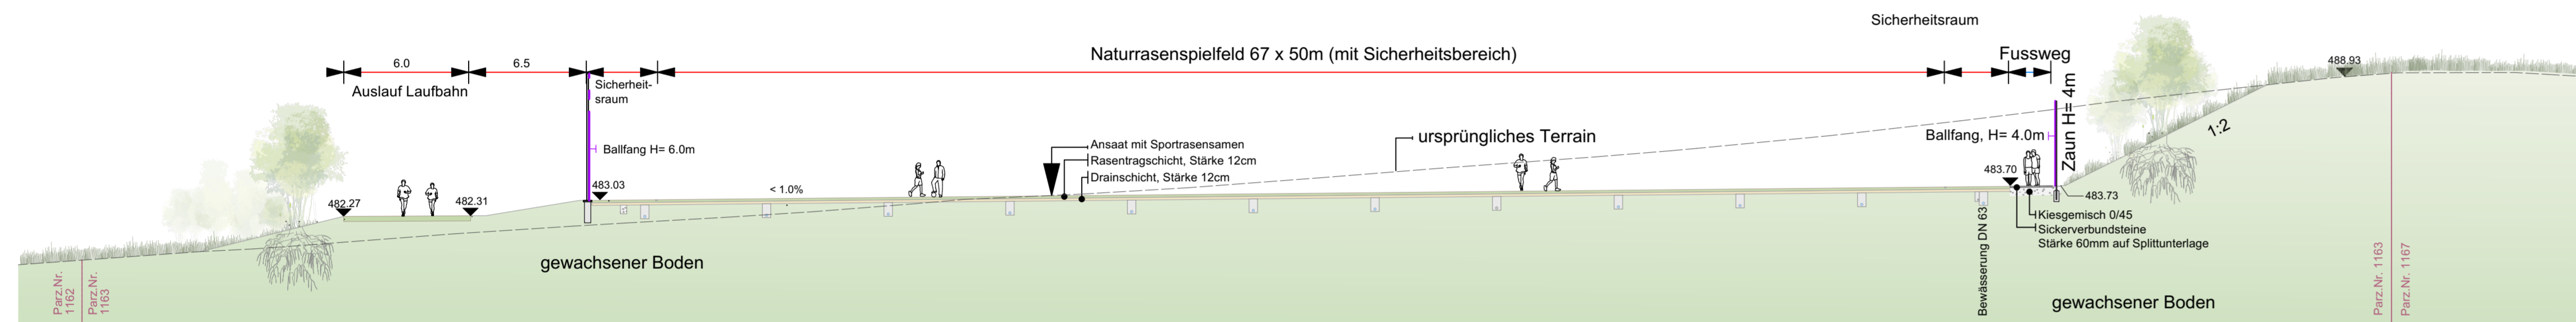 Sicherheitsraum
Naturrasenspielfeld 67 x 50m (mit Sicherheitsbereich)
Fussweg
6.0
6.5
488.93
Auslauf Laufbahn
Sicherheit-
sraum
Zaun H= 4m
1:2
ursprüngliches Terrain
Ballfang, H= 4.0m
Ballfang H= 6.0m
Ansaat mit Sportrasensamen
Rasentragschicht, Stärke 12cm
Drainschicht, Stärke 12cm
483.03
< 1.0%
483.70
483.73
482.27
482.31
Kiesgemisch 0/45
Sickerverbundsteine
Stärke 60mm auf Splittunterlage
Bewässerung DN 63
gewachsener Boden
gewachsener Boden
Parz.Nr.
1162
Parz.Nr.
1163
Parz.Nr. 1163
Parz.Nr. 1167